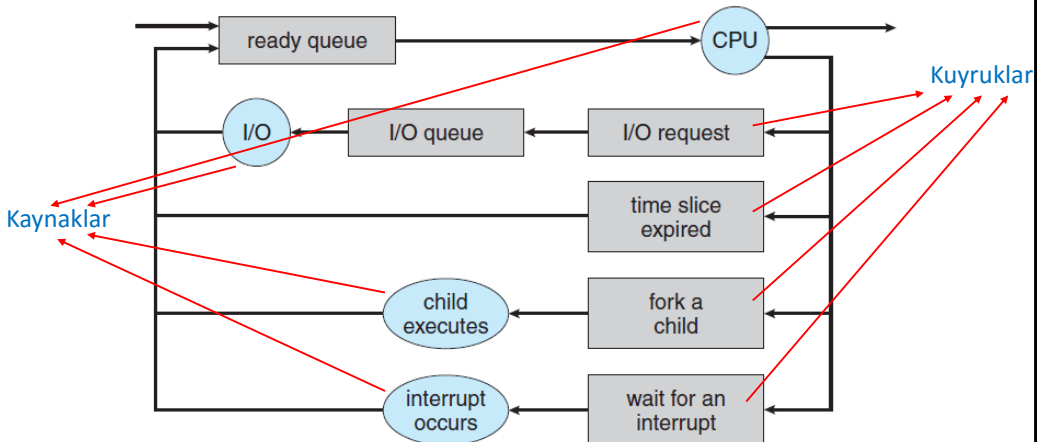 ready queue
CPU
Kuyruklar
I/O
I/O queue
I/O request
time slice
expired
Kaynaklar
child
executes
fork a
child
interrupt
occurs
wait for an
interrupt